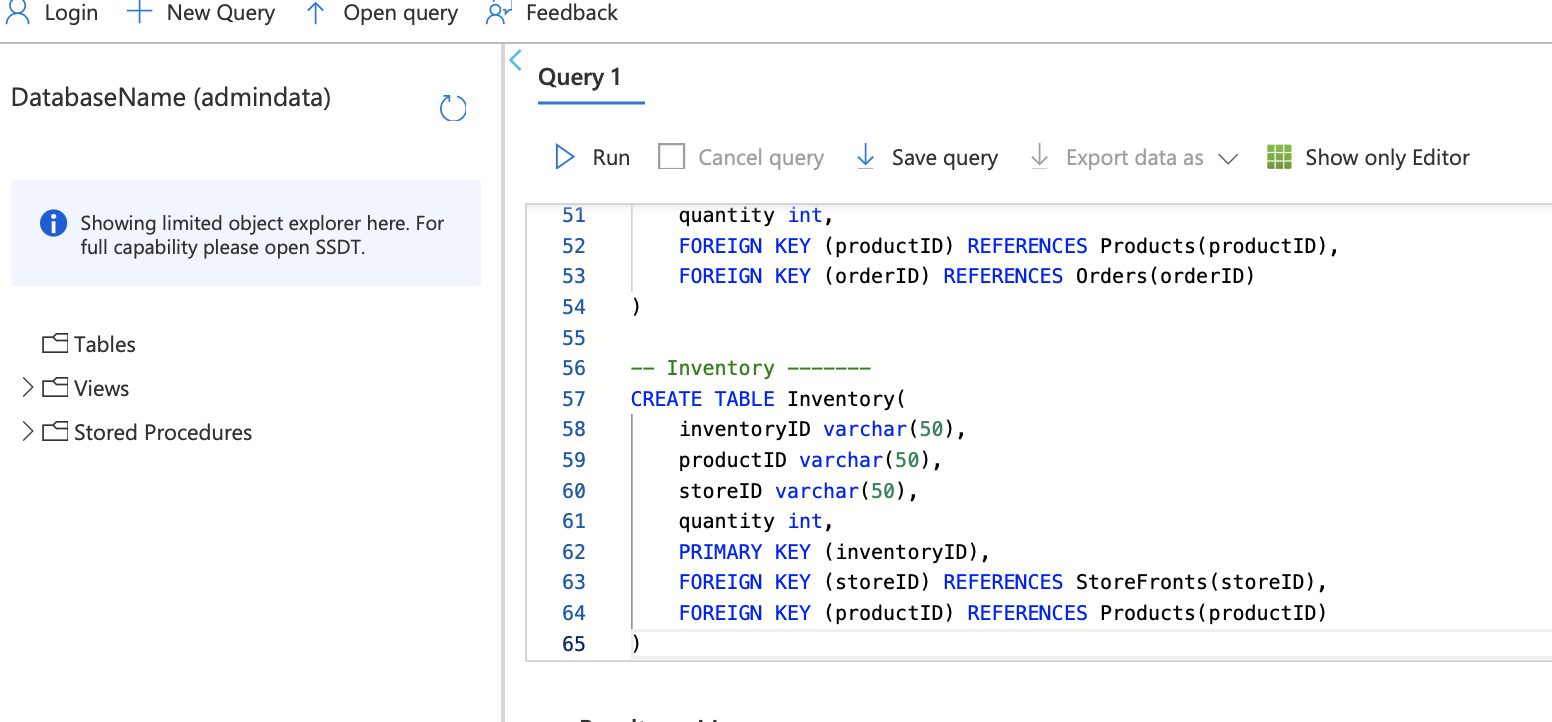 Login New Query Open query Feedback
DatabaseName (admindata)
Showing limited object explorer here. For
full capability please open SSDT.
Tables
Views
Stored Procedures
Query 1
Run Cancel query Save query Export data as Show only Editor
51 quantity int,
52 FOREIGN KEY (productID) REFERENCES Products(productID),
53 FOREIGN KEY (orderID) REFERENCES Orders(orderID)
54 )
55
56 -- Inventory -------
57 CREATE TABLE Inventory(
58 inventoryID varchar(50),
59 productID varchar(50),
60 storeID varchar(50),
61 quantity int,
62 PRIMARY KEY (inventoryID),
63 FOREIGN KEY (storeID) REFERENCES StoreFronts(storeID),
64 FOREIGN KEY (productID) REFERENCES Products(productID)
65 )